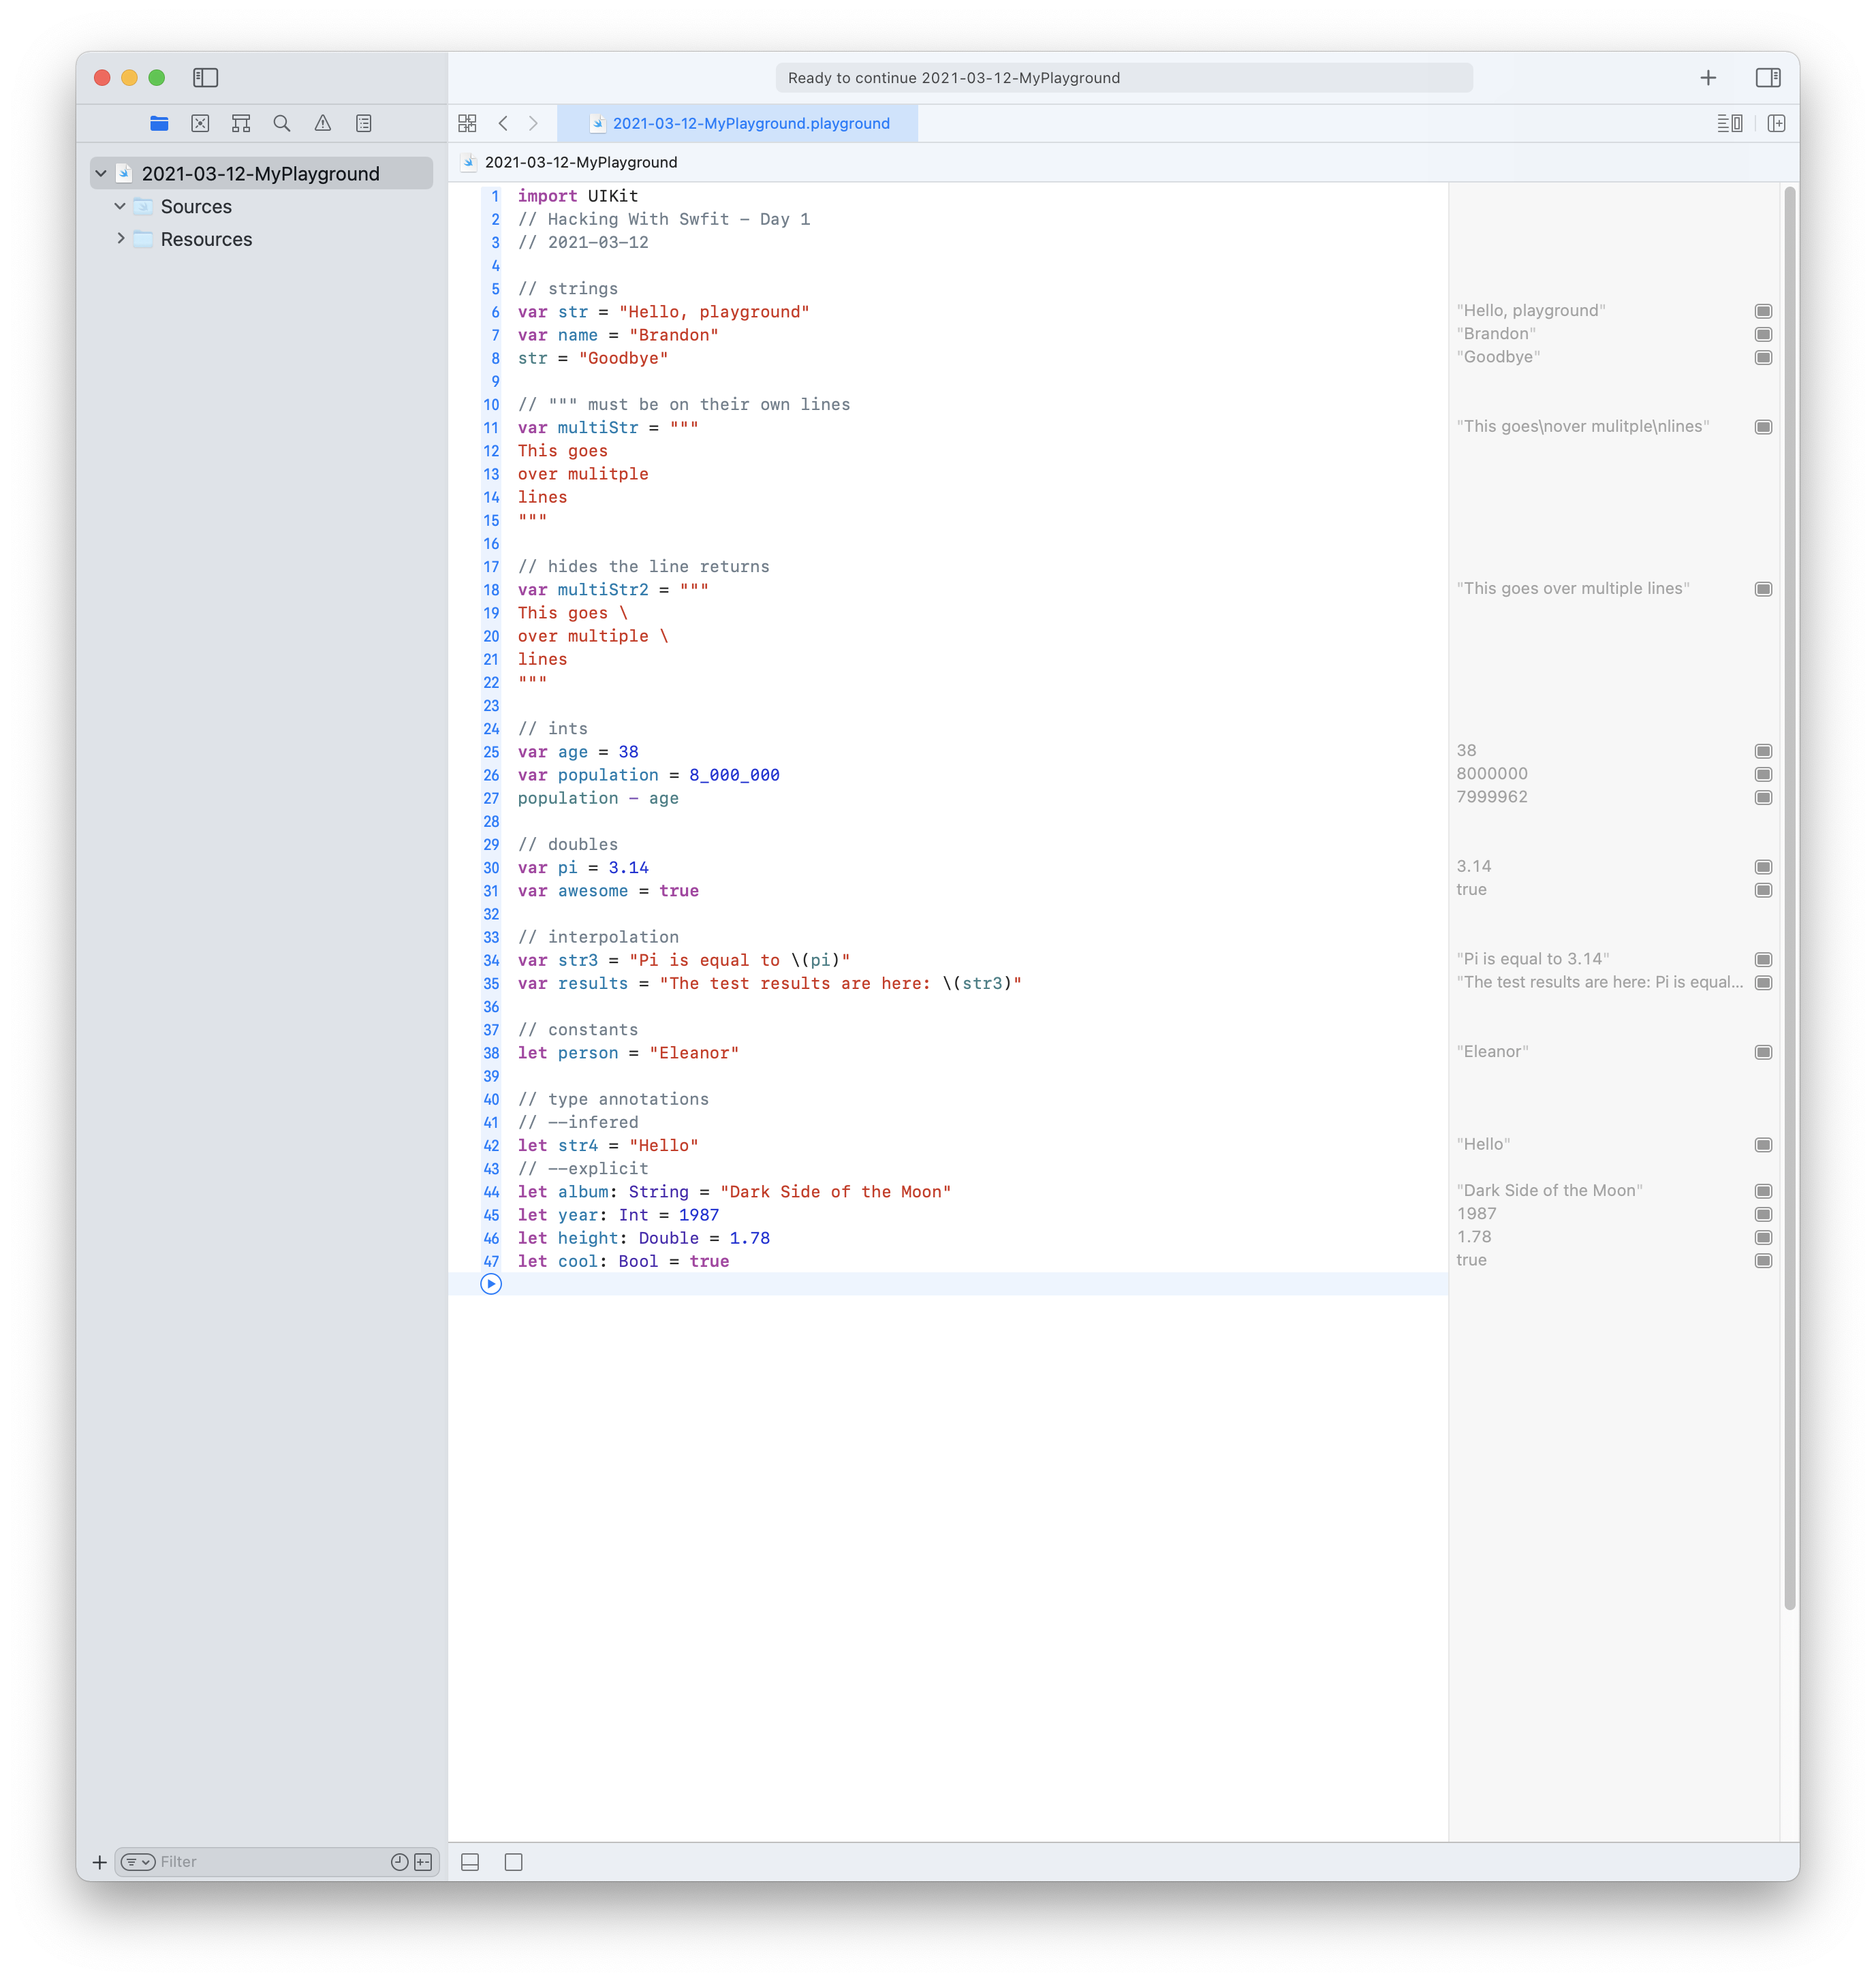 Ready to continue 2021-03-12-MyPlayground
2021-03-12-MyPlayground.playground
2021-03-12-MyPlayground
2021-03-12-MyPlayground
Sources
Resources
1 import UIKit
2 // Hacking With Swfit - Day 1
3 // 2021-03-12
4
5 // strings
6 var str = "Hello, playground"
"Hello, playground"
7 var name = "Brandon"
"Brandon"
8 str = "Goodbye"
"Goodbye"
9
10 // """ must be on their own lines
11 var multiStr = """
"This goes\nover mulitple\nlines"
12 This goes
13 over mulitple
14 lines
15 """
16
17 // hides the line returns
18 var multiStr2 = """
"This goes over multiple lines"
19 This goes \
20 over multiple \
21 lines
22 """
23
24 // ints
25 var age = 38
38
26 var population = 8_000_000
8000000
27 population - age
7999962
28
29 // doubles
30 var pi = 3.14
3.14
31 var awesome = true
true
32
33 // interpolation
34 var str3 = "Pi is equal to \(pi)"
"Pi is equal to 3.14"
35 var results = "The test results are here: \(str3)"
"The test results are here: Pi is equal...
36
37 // constants
38 let person = "Eleanor"
"Eleanor"
39
40 // type annotations
41 // --infered
42 let str4 = "Hello"
"Hello"
43 // --explicit
44 let album: String = "Dark Side of the Moon"
"Dark Side of the Moon"
45 let year: Int = 1987
1987
46 let height: Double = 1.78
1.78
47 let cool: Bool = true
true
Filter